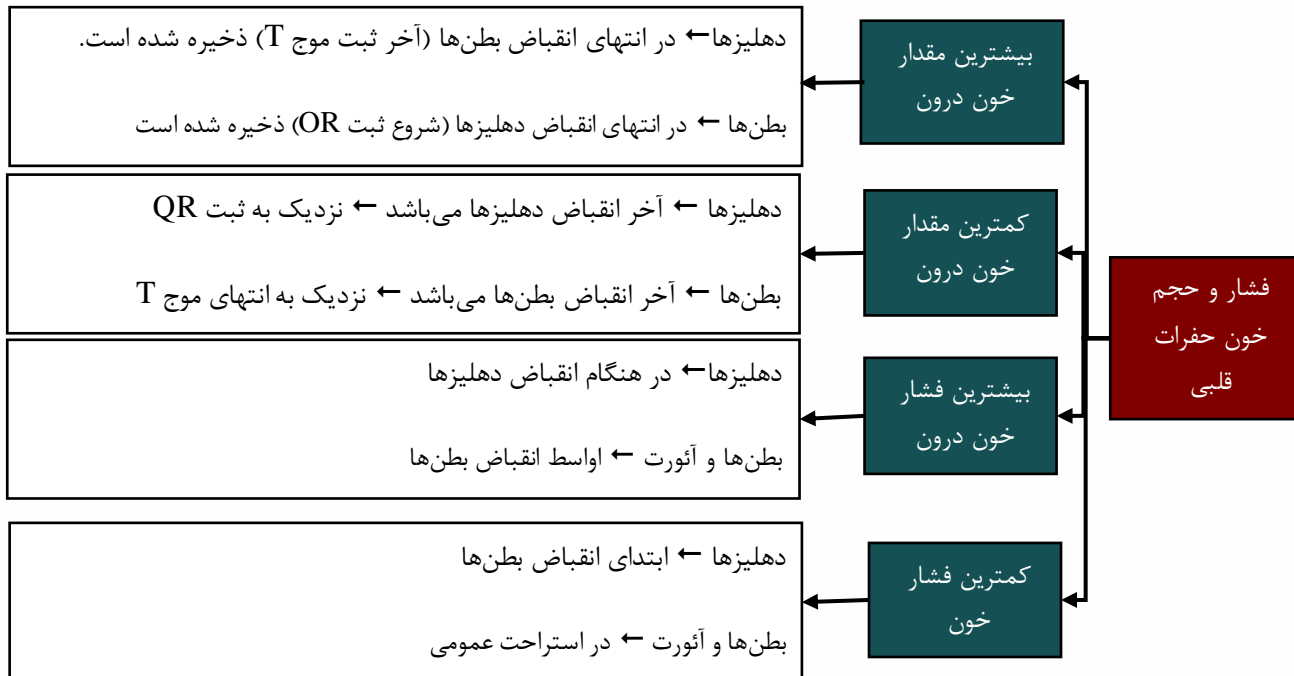 فشار و حجم
خون حفرات
قلبی
بیشترین مقدار
خون درون
دهلیزها← در انتهای انقباض بطن‌ها (آخر ثبت موج T) ذخیره شده است.
بطن‌ها ← در انتهای انقباض دهلیزها (شروع ثبت OR) ذخیره شده است
کمترین مقدار
خون درون
دهلیزها ← آخر انقباض دهلیزها می‌باشد ← نزدیک به ثبت QR
بطن‌ها ← آخر انقباض بطن‌ها می‌باشد ← نزدیک به انتهای موج T
بیشترین فشار
خون درون
دهلیزها← در هنگام انقباض دهلیزها
بطن‌ها و آئورت ← اواسط انقباض بطن‌ها
کمترین فشار
خون
دهلیزها ← ابتدای انقباض بطن‌ها
بطن‌ها و آئورت ← در استراحت عمومی